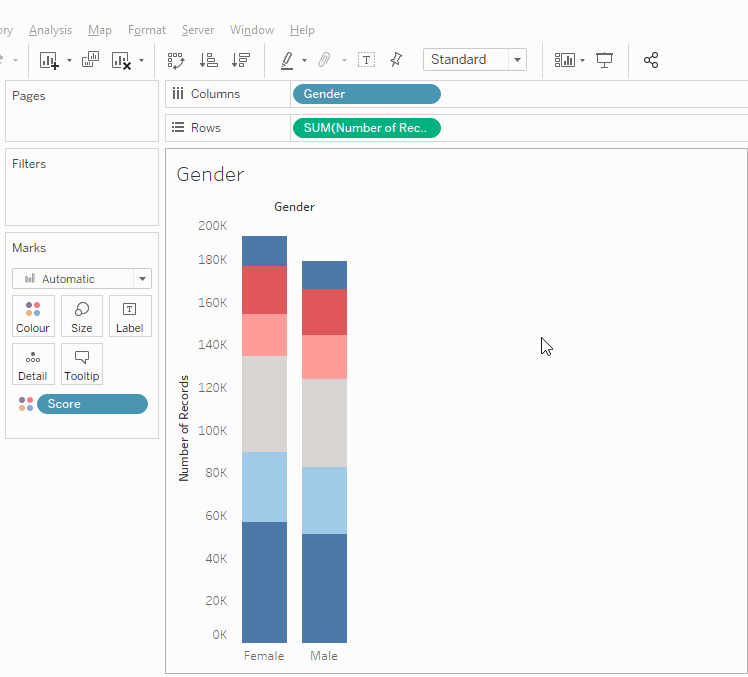 ory Analysis Map Format Server Window Help
Standard
Pages
Columns
Gender
Rows
SUM(Number of Rec..
Filters
Marks
Automatic
Colour Size Label
Detail Tooltip
Score
Gender
Gender
200K
180K
160K
140K
120K
100K
80K
60K
40K
20K
0K
Number of Records
Female Male